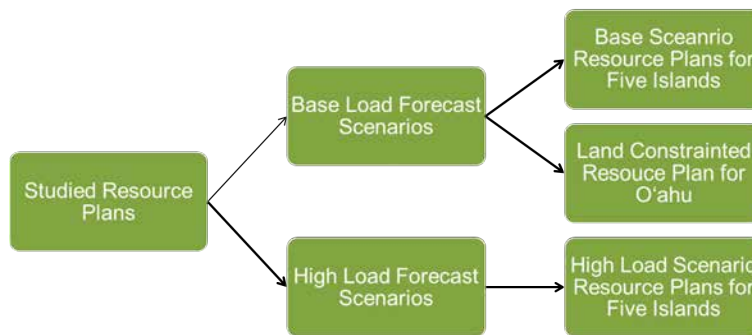 Studied Resource
Plans
Base Load Forecast
Scenarios
High Load Forecast
Scenarios
Base Sceanrio
Resource Plans for
Five Islands
Land Constrainted
Resouce Plan for
Oʻahu
High Load Scenario
Resource Plans for
Five Islands